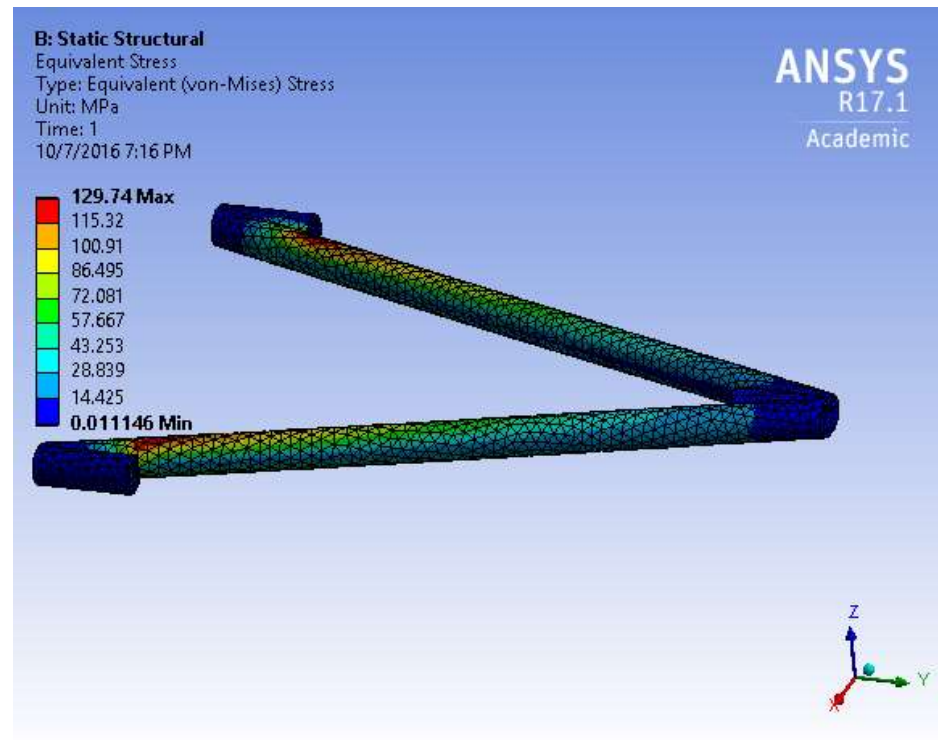 B: Static Structural
Equivalent Stress
Type: Equivalent (von-Mises) Stress
Unit: MPa
Time: 1
10/7/2016 7:16 PM
ANSYS
R17.1
Academic
129.74 Max
115.32
100.91
86.495
72.081
57.667
43.253
28.839
14.425
0.011146 Min
Z
Y
X